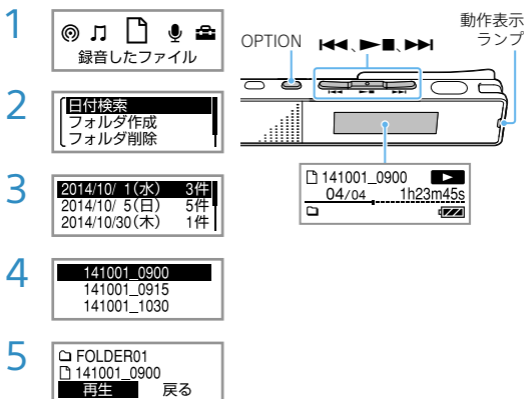 1
録音したファイル
2
日付検索
フォルダ作成
フォルダ削除
3
2014/10/ 1(水) 3件
2014/10/ 5(日) 5件
2014/10/30(木) 1件
4
141001_0900
141001_0915
141001_1030
5
FOLDER01
141001_0900
再生 戻る
OPTION
、 、
動作表示
ランプ
141001_0900
04/04 1h23m45s